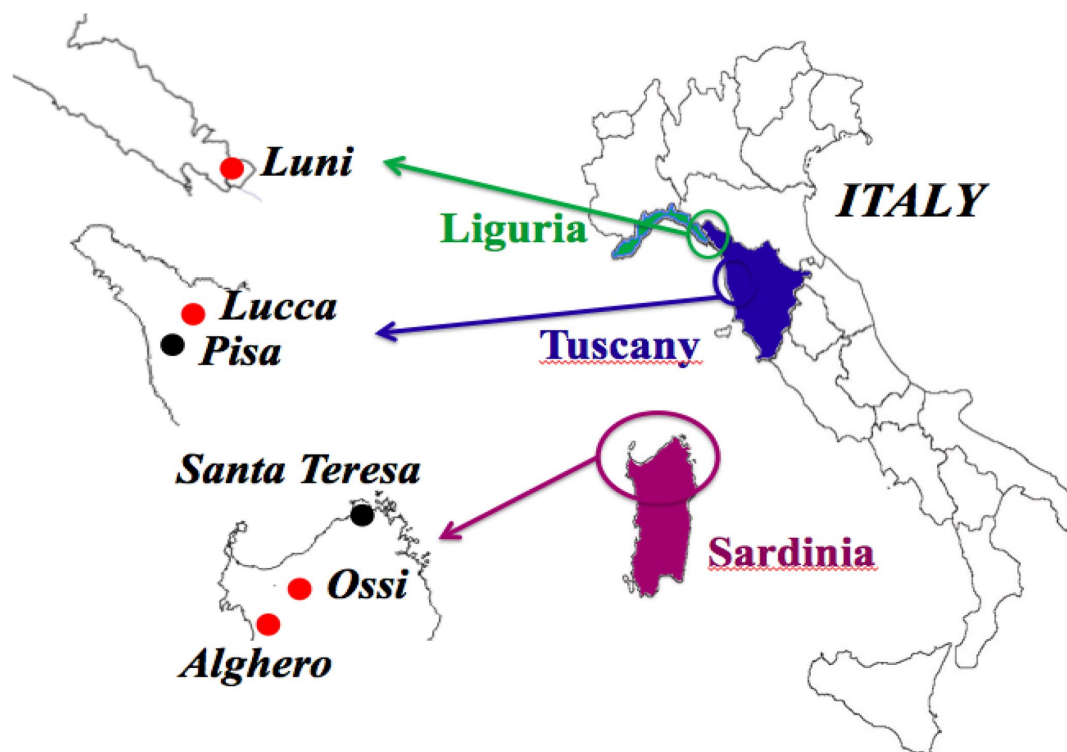 Luni
ITALY
Liguria
Lucca
Pisa
Tuscany
Santa Teresa
Sardinia
Ossi
Alghero